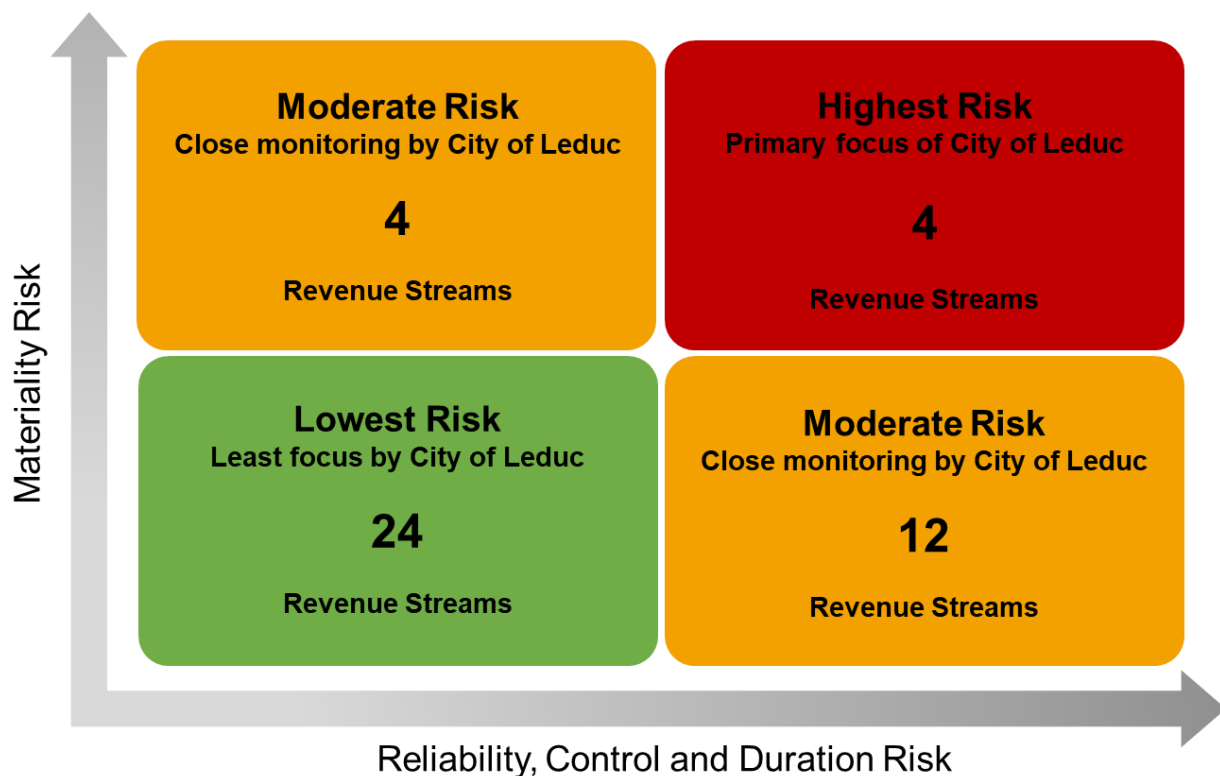 Moderate Risk
Close monitoring by City of Leduc
4
Revenue Streams
Highest Risk
Primary focus of City of Leduc
4
Revenue Streams
Lowest Risk
Least focus by City of Leduc
24
Revenue Streams
Moderate Risk
Close monitoring by City of Leduc
12
Revenue Streams
Materiality Risk
Reliability, Control and Duration Risk